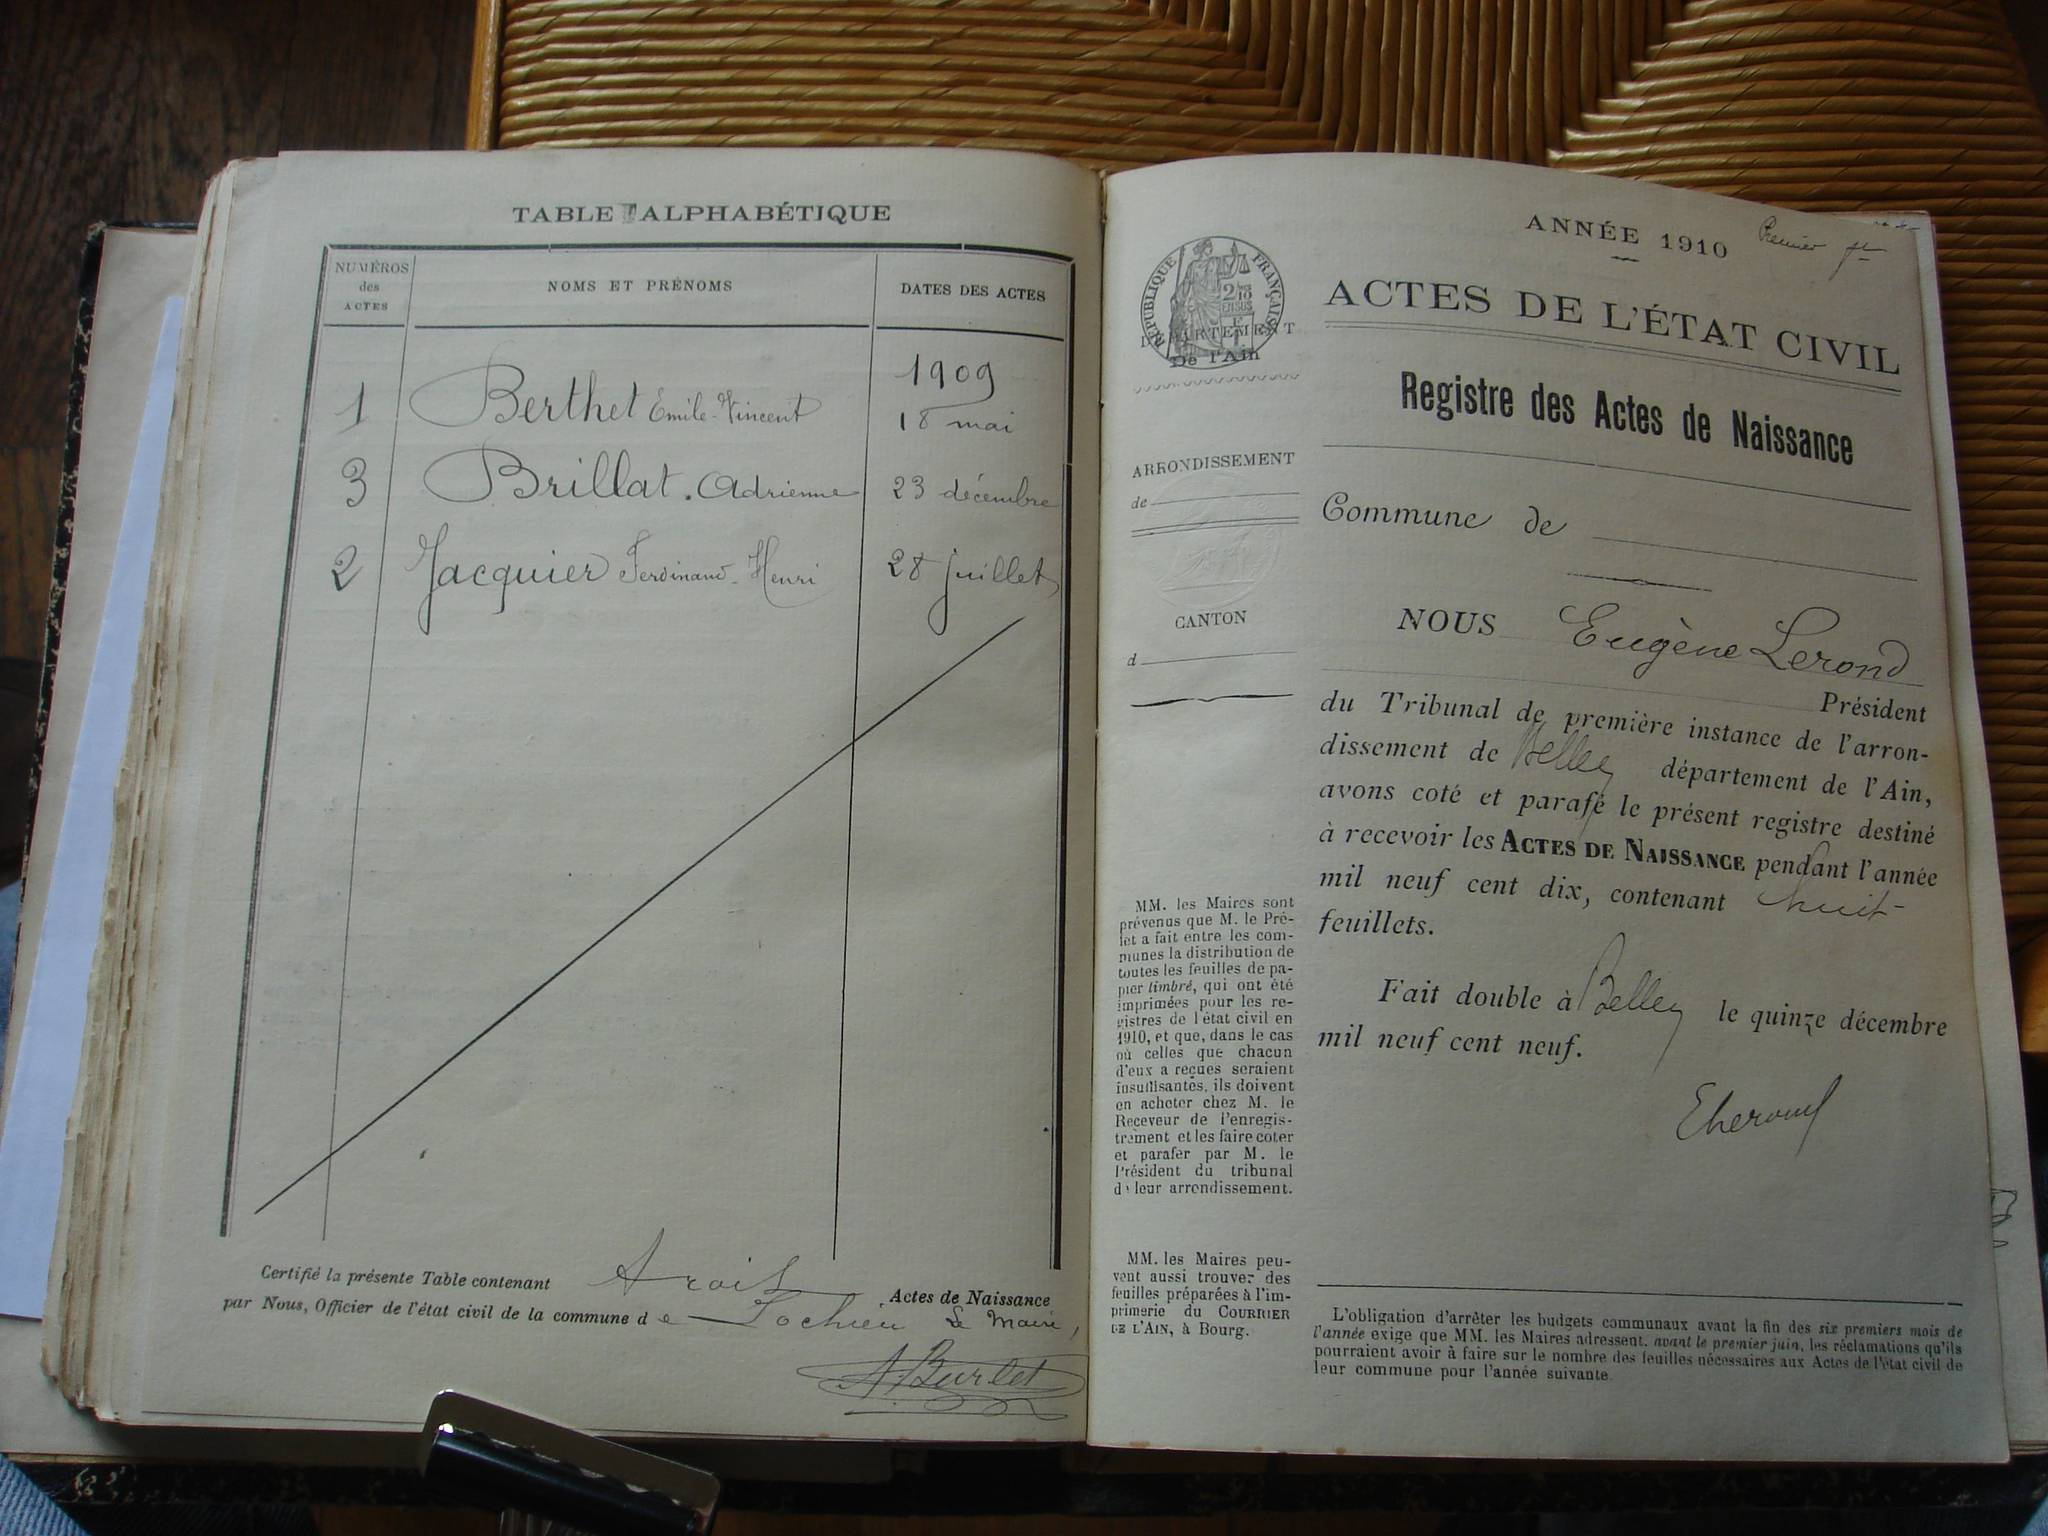 TABLE ALPHABÉTIQUE
NUMÉROS
des
ACTES
NOMS ET PRÉNOMS
DATES DES ACTES
1909
1 Berthet Emile-Vincent 18 mai
3 Brillat. Adrienne 23 décembre
2 Jacquier Ferdinand-Henri 28 juillet
Certifié la présente Table contenant trois Actes de Naissance
par Nous, Officier de l'état civil de la commune de Lochieu Le Maire,
A. Burlet
ANNÉE 1910
Premier
RÉPUBLIQUE FRANÇAISE
DÉPARTEMENT
De l'Ain
ACTES DE L'ÉTAT CIVIL
Registre des Actes de Naissance
ARRONDISSEMENT
de
CANTON
d
Commune de
NOUS Eugène Lerond
Président
du Tribunal de première instance de l'arron-
dissement de Belley département de l'Ain,
avons coté et parafé le présent registre destiné
à recevoir les ACTES DE NAISSANCE pendant l'année
mil neuf cent dix, contenant huit
feuillets.
Fait double à Belley le quinze décembre
mil neuf cent neuf.
MM. les Maires sont
prévenus que M. le Pré-
fet a fait entre les com-
munes la distribution de
toutes les feuilles de pa-
pier timbré, qui ont été
imprimées pour les re-
gistres de l'état civil en
1910, et que, dans le cas
où celles que chacun
d'eux a reçues seraient
insuffisantes, ils doivent
en acheter chez M. le
Receveur de l'enregis-
trement et les faire coter
et parafer par M. le
Président du tribunal
de leur arrondissement.
MM. les Maires peu-
vent aussi trouver des
feuilles préparées à l'im-
primerie du COURRIER
DE L'AIN, à Bourg.
L'obligation d'arrêter les budgets communaux avant la fin des six premiers mois de
l'année exige que MM. les Maires adressent, avant le premier juin, les réclamations qu'ils
pourraient avoir à faire sur le nombre des feuilles nécessaires aux Actes de l'état civil de
leur commune pour l'année suivante.